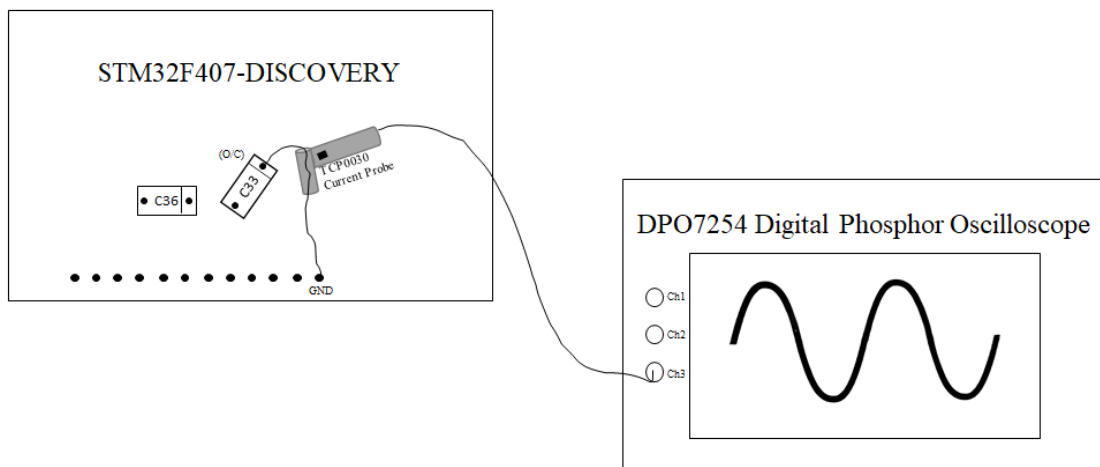 STM32F407-DISCOVERY
(O/C)
TCP0030
Current Probe
C33
C36
GND
DPO7254 Digital Phosphor Oscilloscope
Ch1
Ch2
Ch3